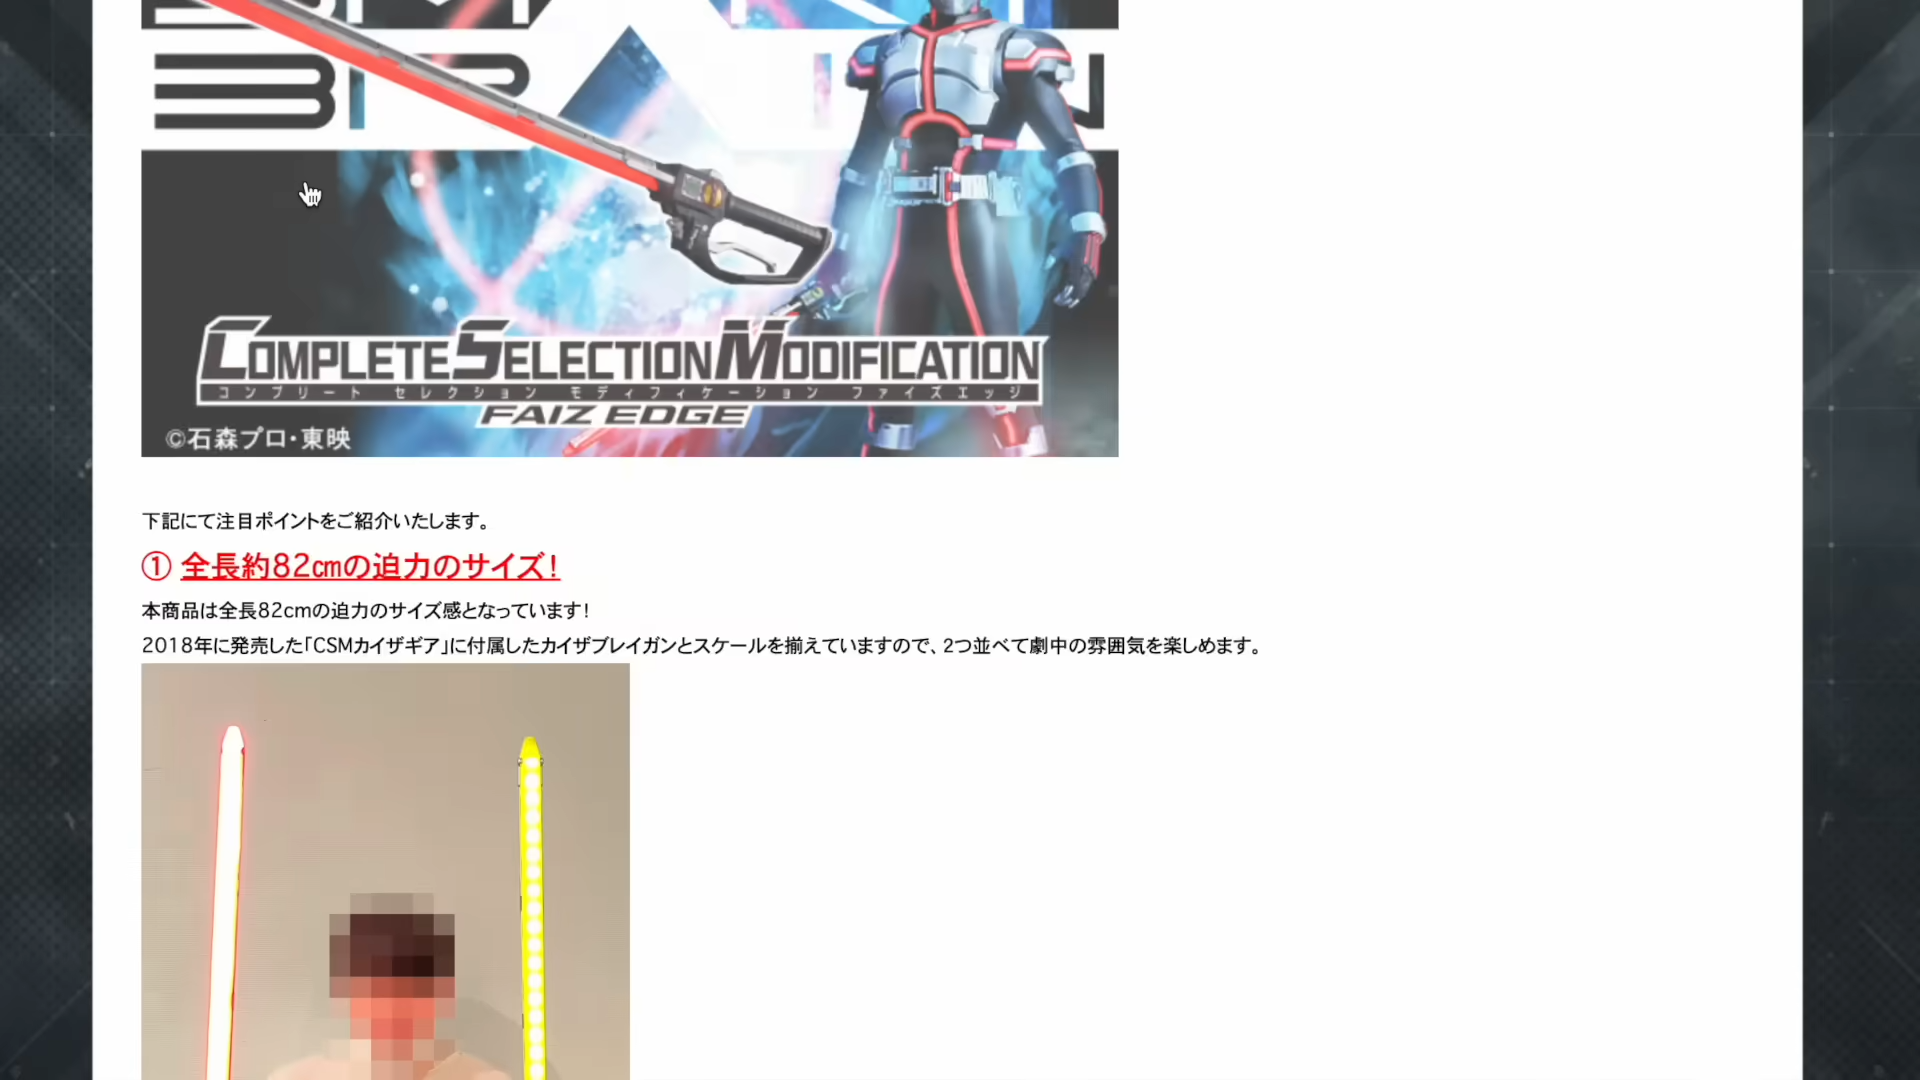 COMPLETE SELECTION MODIFICATION
コンプリート セレクション モディフィケーション ファイズエッジ
FAIZ EDGE
©石森プロ・東映
下記にて注目ポイントをご紹介いたします。
① 全長約82㎝の迫力のサイズ！
本商品は全長82cmの迫力のサイズ感となっています！
2018年に発売した「CSMカイザギア」に付属したカイザブレイガンとスケールを揃えていますので、2つ並べて劇中の雰囲気を楽しめます。